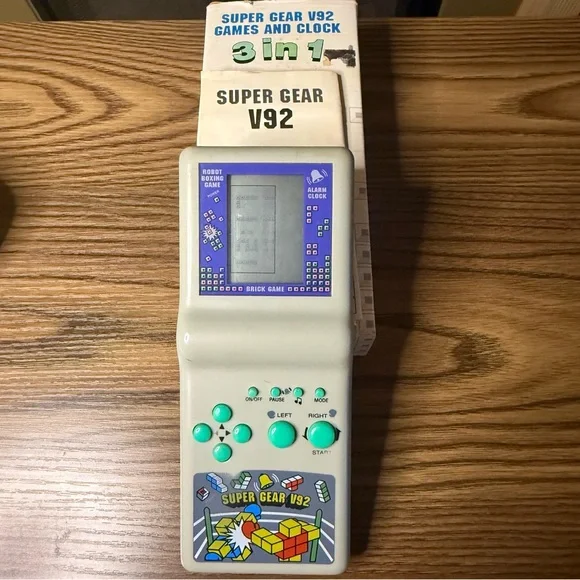 SUPER GEAR V92
GAMES AND CLOCK
3 in 1
SUPER GEAR
V92
ROBOT
BOXING
GAME
ALARM
CLOCK
BRICK GAME
ON/OFF
PAUSE
MODE
LEFT
RIGHT
START
SUPER GEAR V92